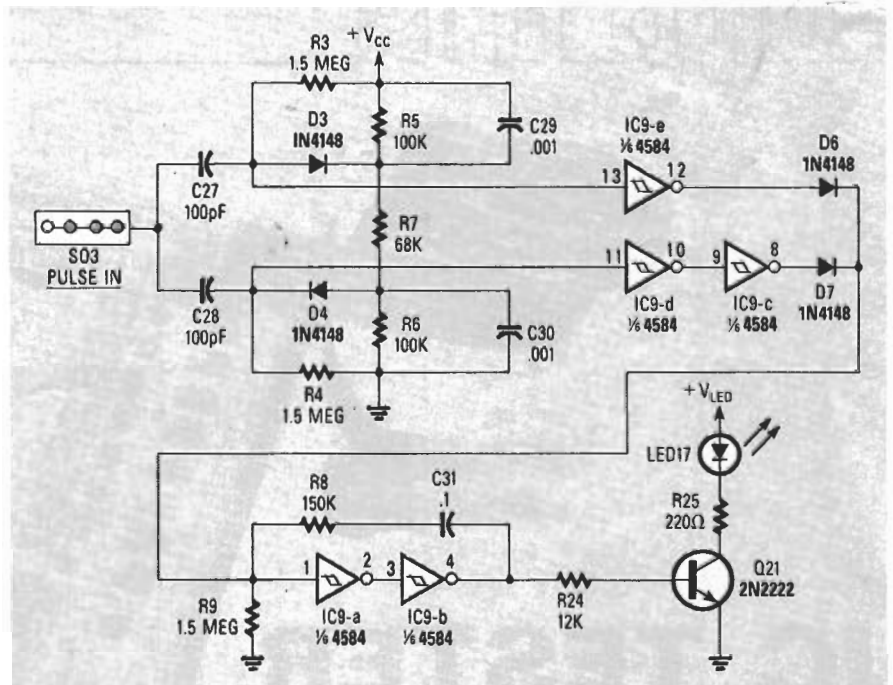 + VCC
R3
1.5 MEG
D3
1N4148
R5
100K
C29
.001
IC9-e
⅙ 4584
13
12
D6
1N4148
C27
100pF
R7
68K
SO3
PULSE IN
11
10
9
8
IC9-d
⅙ 4584
IC9-c
⅙ 4584
D7
1N4148
C28
100pF
D4
1N4148
R6
100K
C30
.001
R4
1.5 MEG
+ VLED
LED17
R8
150K
C31
.1
R25
220Ω
1
2
3
4
Q21
2N2222
R9
1.5 MEG
IC9-a
⅙ 4584
IC9-b
⅙ 4584
R24
12K